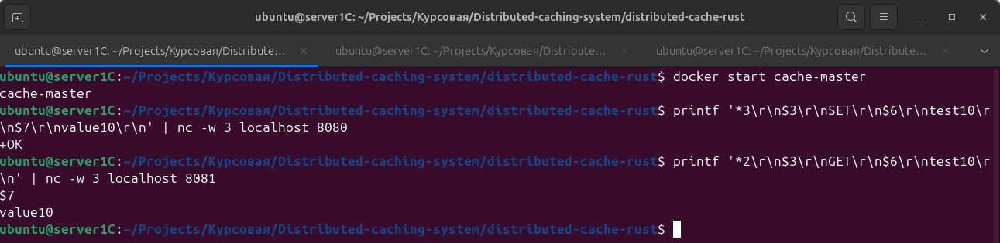 ubuntu@server1C: ~/Projects/Курсовая/Distributed-caching-system/distributed-cache-rust
ubuntu@server1C: ~/Projects/Курсовая/Distribute…
ubuntu@server1C: ~/Projects/Курсовая/Distribute…
ubuntu@server1C: ~/Projects/Курсовая/Distribute…
ubuntu@server1C:~/Projects/Курсовая/Distributed-caching-system/distributed-cache-rust$ docker start cache-master
cache-master
ubuntu@server1C:~/Projects/Курсовая/Distributed-caching-system/distributed-cache-rust$ printf '*3\r\n$3\r\nSET\r\n$6\r\ntest10\r
\n$7\r\nvalue10\r\n' | nc -w 3 localhost 8080
+OK
ubuntu@server1C:~/Projects/Курсовая/Distributed-caching-system/distributed-cache-rust$ printf '*2\r\n$3\r\nGET\r\n$6\r\ntest10\r
\n' | nc -w 3 localhost 8081
$7
value10
ubuntu@server1C:~/Projects/Курсовая/Distributed-caching-system/distributed-cache-rust$